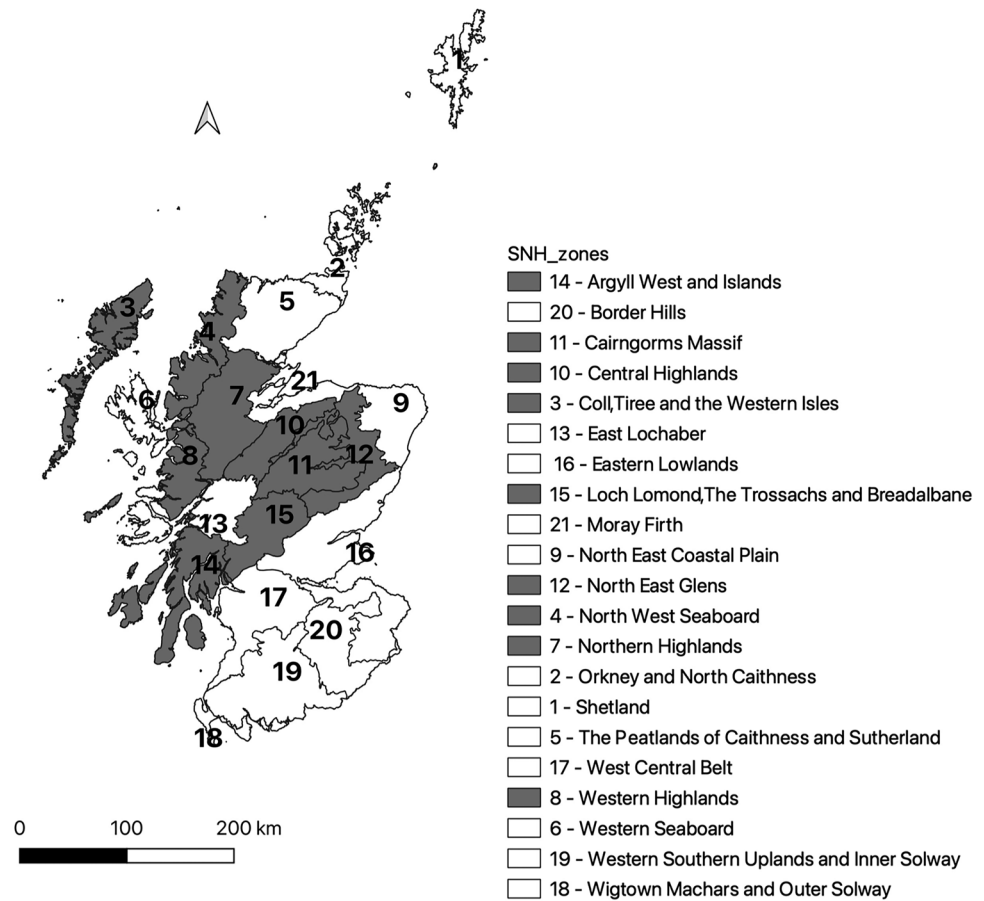 1
2
SNH_zones
14 - Argyll West and Islands
20 - Border Hills
11 - Cairngorms Massif
10 - Central Highlands
3 - Coll,Tiree and the Western Isles
13 - East Lochaber
16 - Eastern Lowlands
15 - Loch Lomond,The Trossachs and Breadalbane
21 - Moray Firth
9 - North East Coastal Plain
12 - North East Glens
4 - North West Seaboard
7 - Northern Highlands
2 - Orkney and North Caithness
1 - Shetland
5 - The Peatlands of Caithness and Sutherland
17 - West Central Belt
8 - Western Highlands
6 - Western Seaboard
19 - Western Southern Uplands and Inner Solway
18 - Wigtown Machars and Outer Solway
3
5
4
21
6
7
9
10
8
11
12
13
15
14
16
17
20
19
18
0 100 200 km